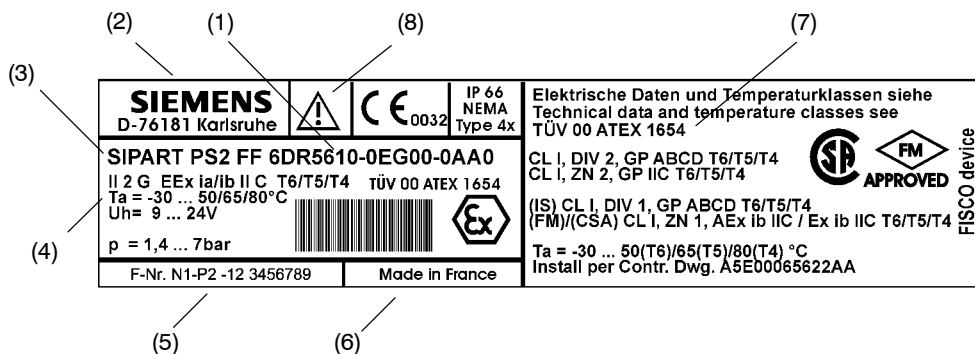 (2)
(1)
(8)
(7)
(3)
SIEMENS
D-76181 Karlsruhe
CE 0032
IP 66
NEMA
Type 4x
SIPART PS2 FF 6DR5610-0EG00-0AA0
II 2 G EEx ia/ib II C T6/T5/T4
TÜV 00 ATEX 1654
Ta = -30 ... 50/65/80°C
Uh= 9 ... 24V
Ex
(4)
p = 1,4 ... 7bar
F-Nr. N1-P2 -12 3456789
Made in France
(5)
(6)
Elektrische Daten und Temperaturklassen siehe
Technical data and temperature classes see
TÜV 00 ATEX 1654
CL I, DIV 2, GP ABCD T6/T5/T4
CL I, ZN 2, GP IIC T6/T5/T4
CSA
FM
APPROVED
(IS) CL I, DIV 1, GP ABCD T6/T5/T4
(FM)/(CSA) CL I, ZN 1, AEx ib IIC / Ex ib IIC T6/T5/T4
Ta = -30 ... 50(T6)/65(T5)/80(T4) °C
Install per Contr. Dwg. A5E00065622AA
FISCO device